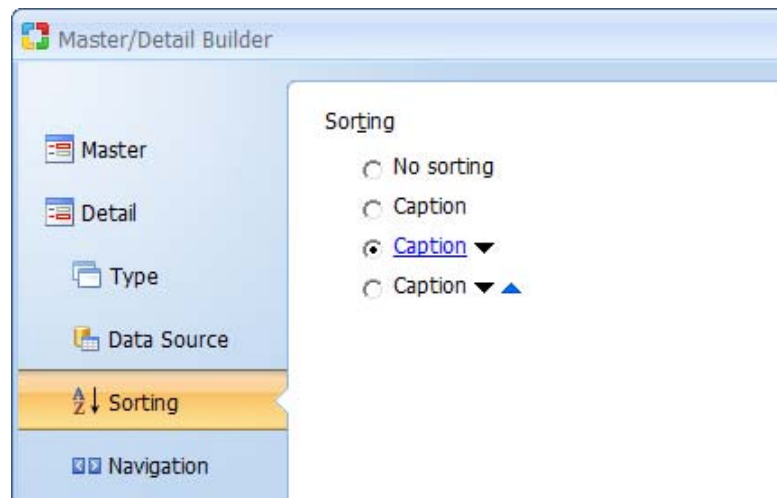 Master/Detail Builder
Master
Detail
Type
Data Source
Sorting
Navigation
Sorting
No sorting
Caption
Caption
Caption